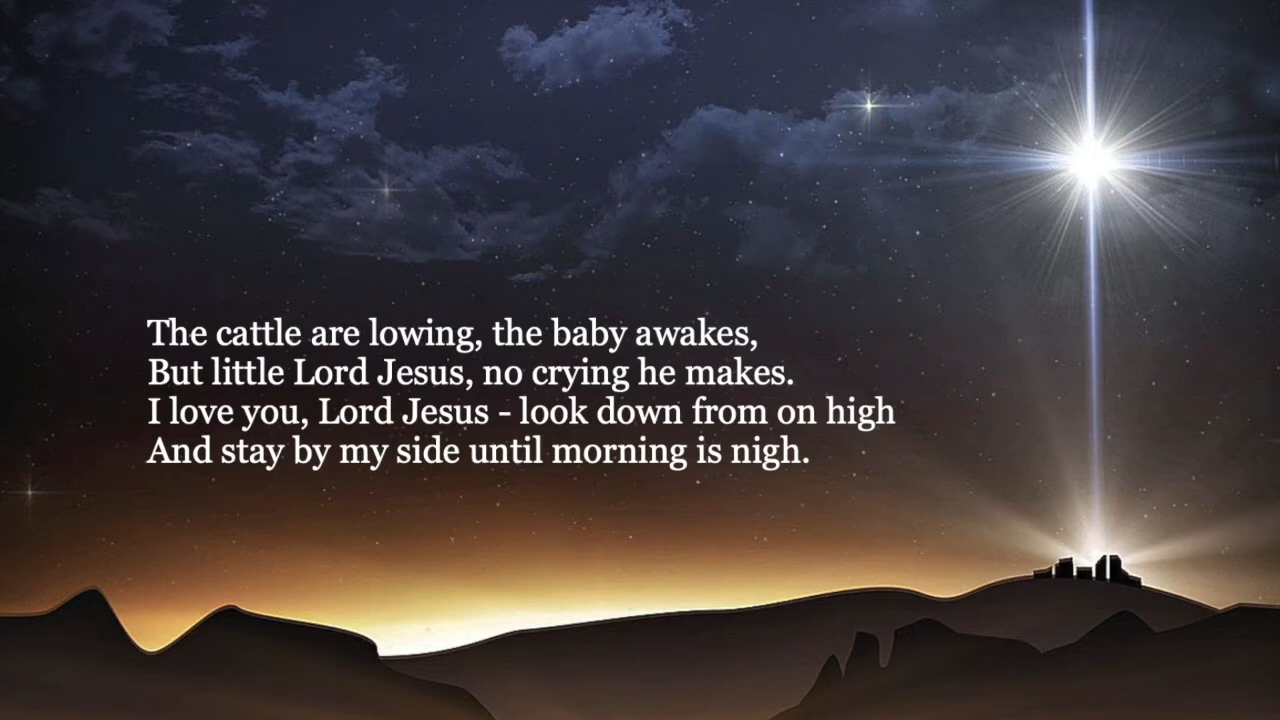 The cattle are lowing, the baby awakes,
But little Lord Jesus, no crying he makes.
I love you, Lord Jesus - look down from on high
And stay by my side until morning is nigh.